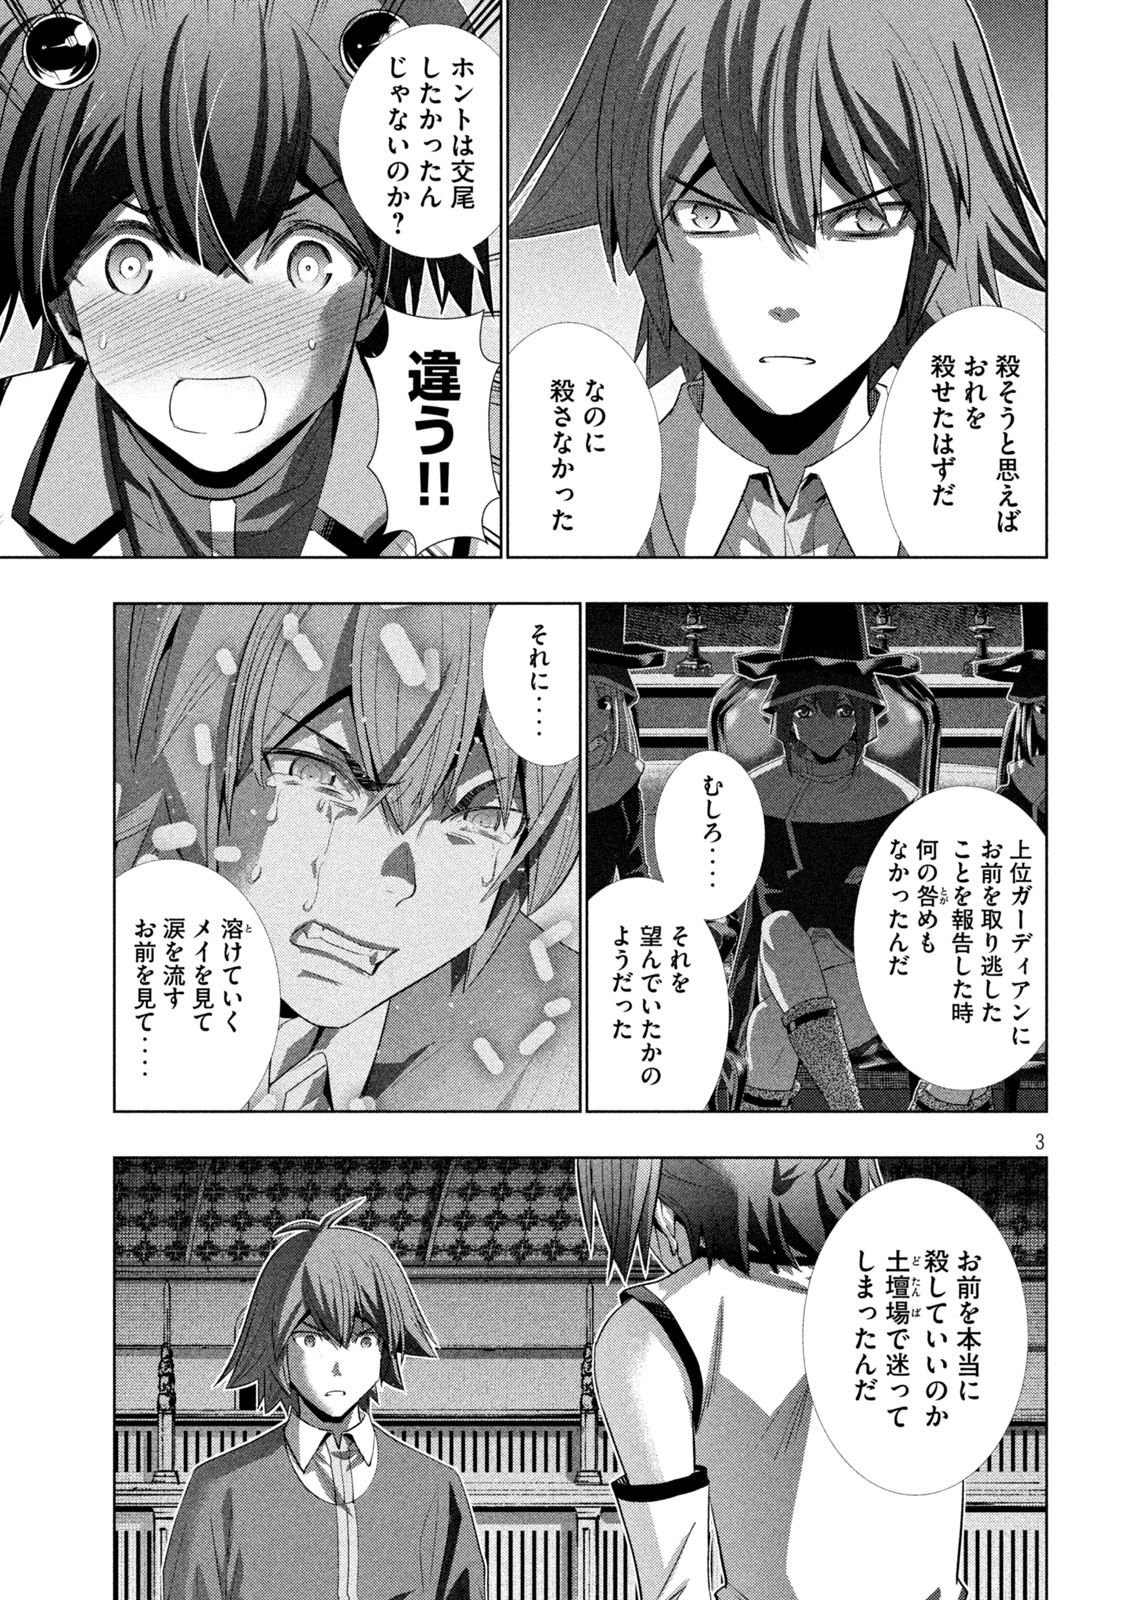 殺そうと思えば
おれを
殺せたはずだ
なのに
殺さなかった
ホントは交尾
したかったん
じゃないのか？
違う!!
上位ガーディアンに
お前を取り逃した
ことを報告した時
何の咎めも
とが
なかったんだ
むしろ‥‥
それを
望んでいたかの
ようだった
それに‥‥
溶けていく
と
メイを見て
涙を流す
お前を見て‥‥
3
お前を本当に
殺していいのか
土壇場で迷って
どたんば
しまったんだ